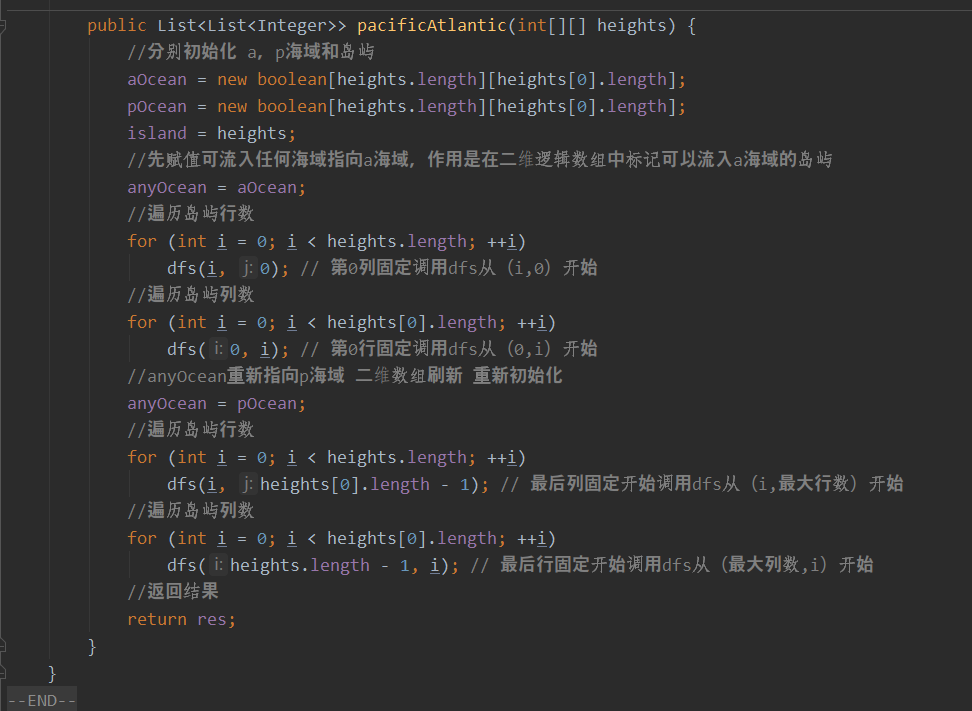 public List<List<Integer>> pacificAtlantic(int[][] heights) {
//分别初始化 a, p海域和岛屿
aOcean = new boolean[heights.length][heights[0].length];
pOcean = new boolean[heights.length][heights[0].length];
island = heights;
//先赋值可流入任何海域指向a海域，作用是在二维逻辑数组中标记可以流入a海域的岛屿
anyOcean = aOcean;
//遍历岛屿行数
for (int i = 0; i < heights.length; ++i)
dfs(i, j: 0); // 第0列固定调用dfs从（i,0）开始
//遍历岛屿列数
for (int i = 0; i < heights[0].length; ++i)
dfs( i: 0, i); // 第0行固定调用dfs从（0,i）开始
//anyOcean重新指向p海域 二维数组刷新 重新初始化
anyOcean = pOcean;
//遍历岛屿行数
for (int i = 0; i < heights.length; ++i)
dfs(i, j: heights[0].length - 1); // 最后列固定开始调用dfs从（i,最大行数）开始
//遍历岛屿列数
for (int i = 0; i < heights[0].length; ++i)
dfs( i: heights.length - 1, i); // 最后行固定开始调用dfs从（最大列数,i）开始
//返回结果
return res;
}
}
--END--